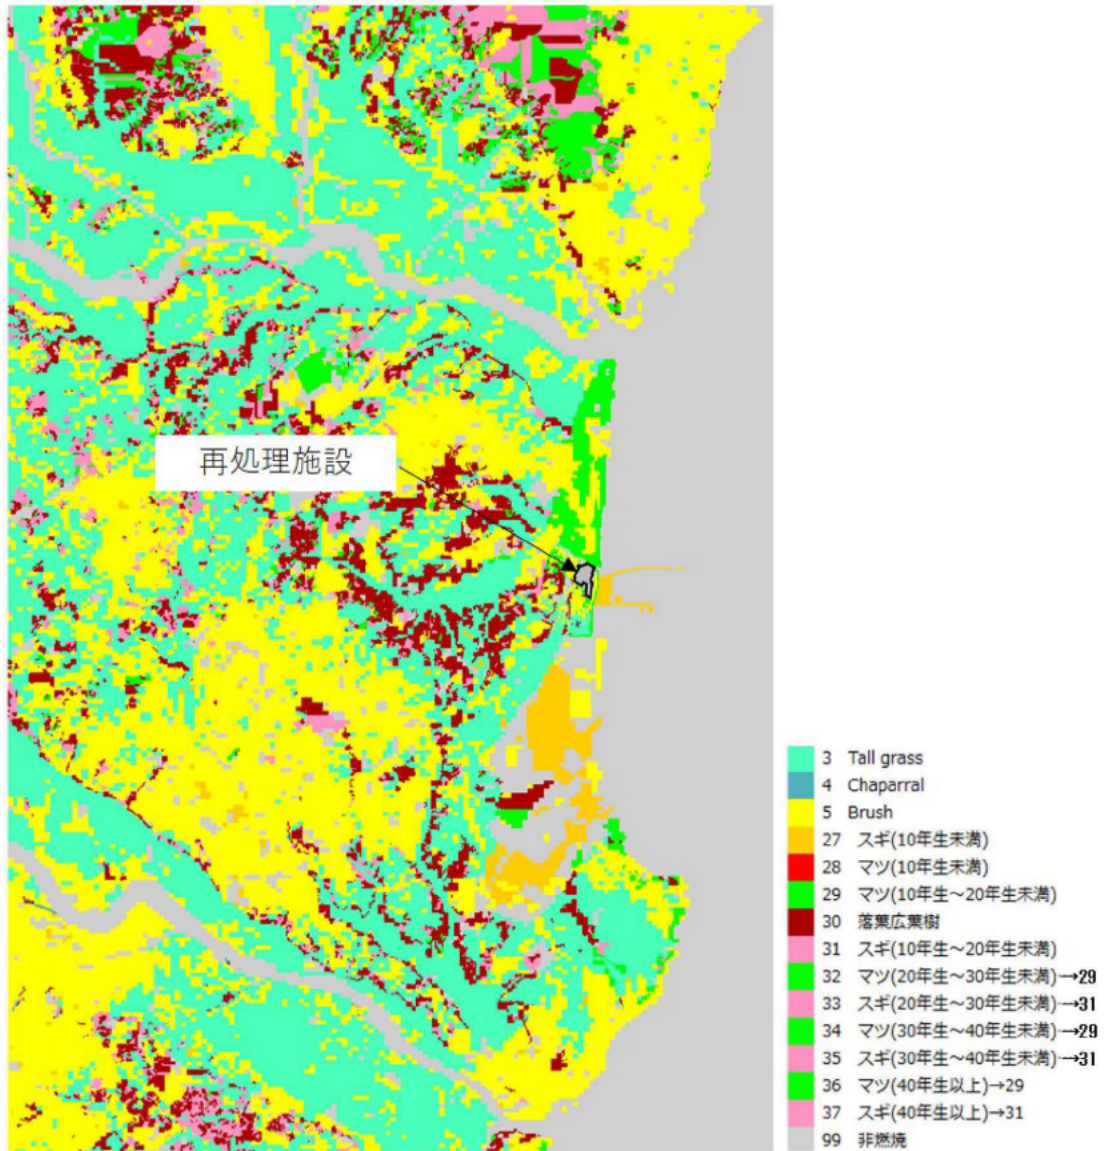 再処理施設
3 Tall grass
4 Chaparral
5 Brush
27 スギ(10年生未満)
28 マツ(10年生未満)
29 マツ(10年生～20年生未満)
30 落葉広葉樹
31 スギ(10年生～20年生未満)
32 マツ(20年生～30年生未満)→29
33 スギ(20年生～30年生未満)→31
34 マツ(30年生～40年生未満)→29
35 スギ(30年生～40年生未満)→31
36 マツ(40年生以上)→29
37 スギ(40年生以上)→31
99 非燃焼